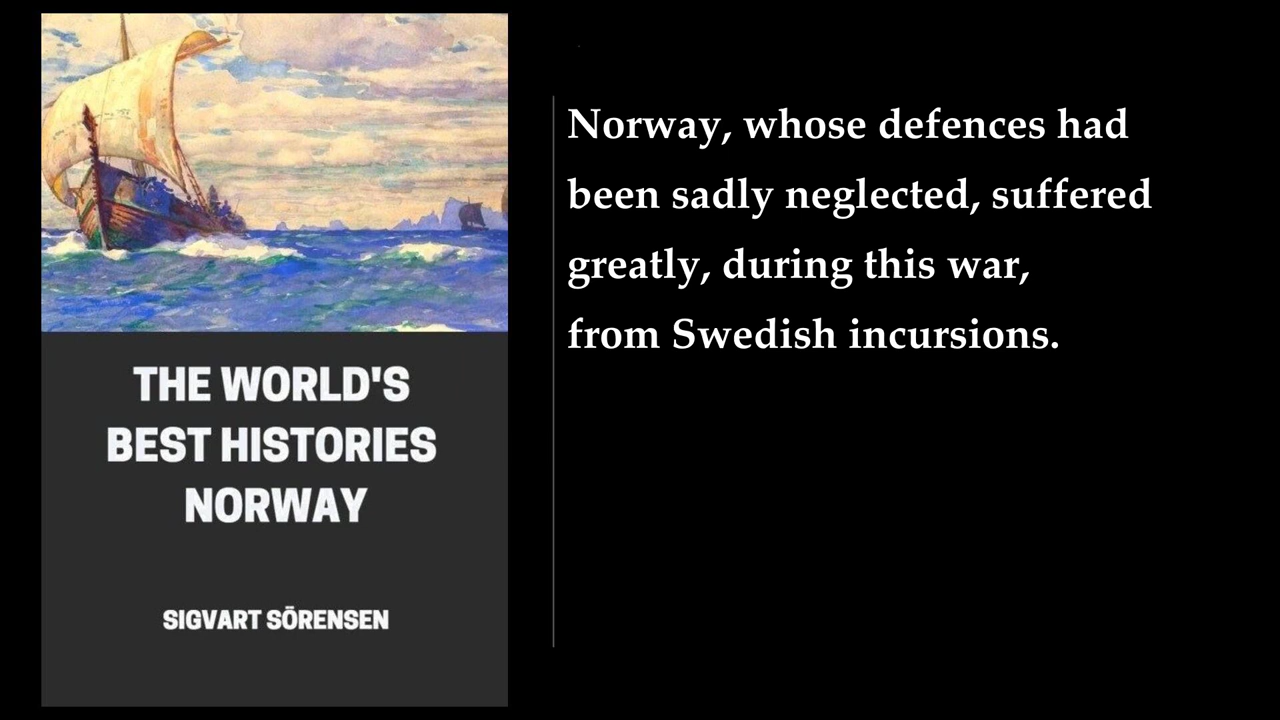 THE WORLD'S
BEST HISTORIES
NORWAY
SIGVART SÖRENSEN
Norway, whose defences had
been sadly neglected, suffered
greatly, during this war,
from Swedish incursions.